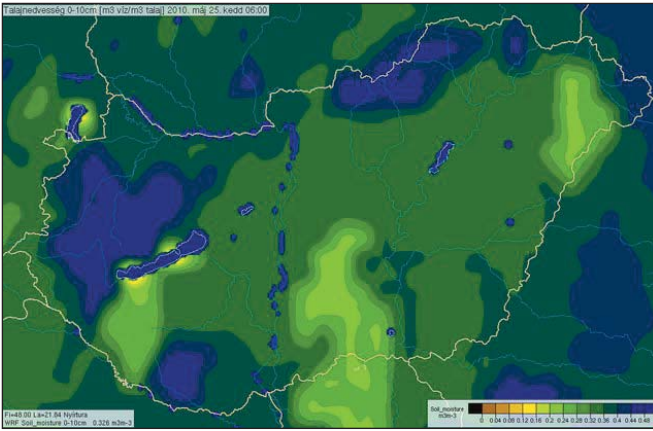 Talajnedvesség 0-10cm [m3 víz/m3 talaj] 2010. máj 25. kedd 06:00
Fi=48.00 La=21.84 Nyírtura
WRF Soil_moisture 0-10cm 0.326 m3m-3
Soil_moisture
m3m-3
0 0.04 0.08 0.12 0.16 0.2 0.24 0.28 0.32 0.36 0.4 0.44 0.48